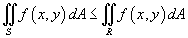 ∬_S f(x, y) dA ≤ ∬_R f(x, y) dA